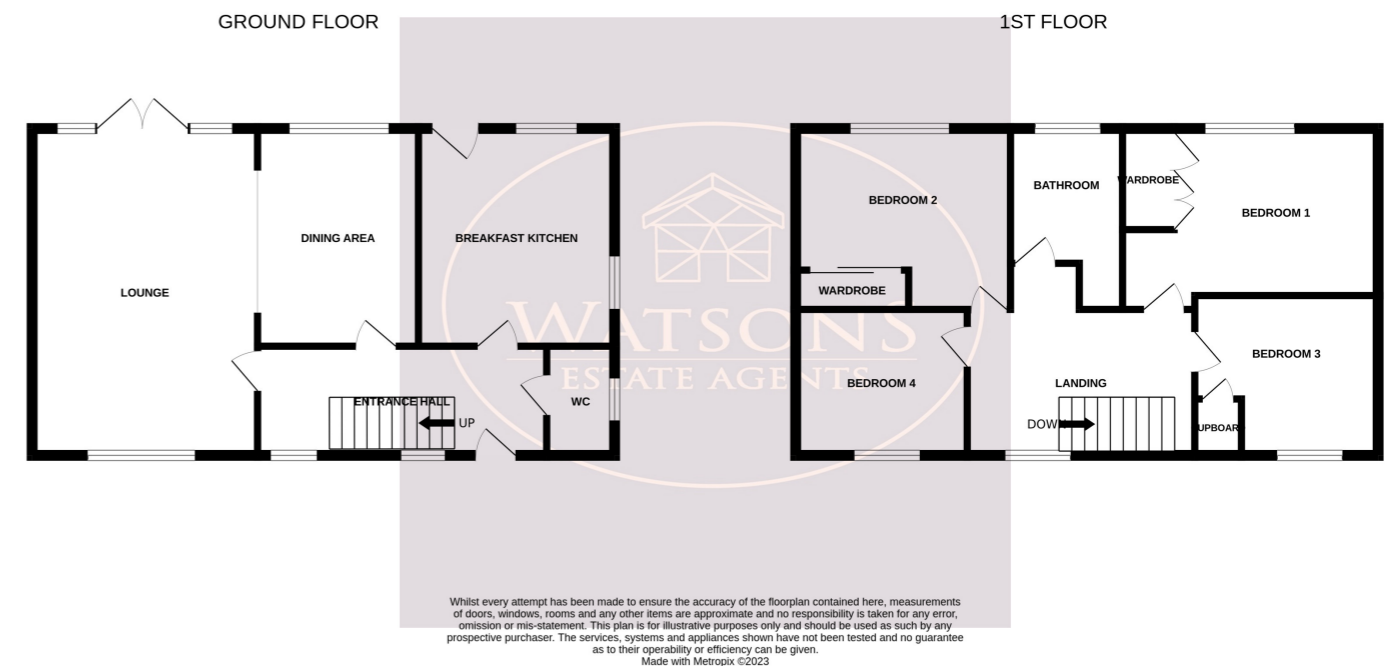 GROUND FLOOR
1ST FLOOR
LOUNGE
DINING AREA
BREAKFAST KITCHEN
ENTRANCE HALL
UP
WC
WATSONS
ESTATE AGENTS
BEDROOM 2
BATHROOM
WARDROBE
BEDROOM 1
WARDROBE
BEDROOM 4
LANDING
BEDROOM 3
DOWN
UPBOAR
Whilst every attempt has been made to ensure the accuracy of the floorplan contained here, measurements
of doors, windows, rooms and any other items are approximate and no responsibility is taken for any error,
omission or mis-statement. This plan is for illustrative purposes only and should be used as such by any
prospective purchaser. The services, systems and appliances shown have not been tested and no guarantee
as to their operability or efficiency can be given.
Made with Metropix ©2023